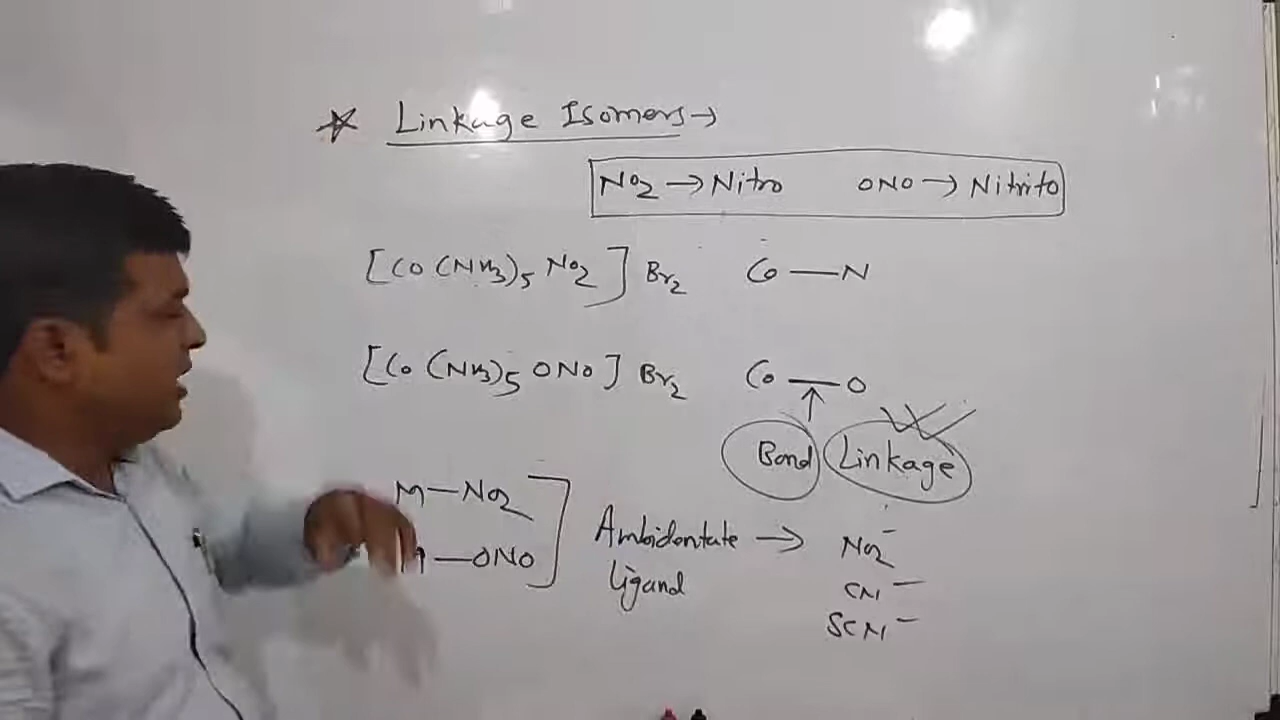 ☆ Linkage Isomers →
NO2 → Nitro ONO → Nitrito
[Co (NH3)5 NO2] Br2 Co — N
[Co (NH3)5 ONO] Br2 Co — O
Bond Linkage
M — NO2
M — ONO
Ambidentate → NO2⁻
ligand
CN⁻
SCN⁻